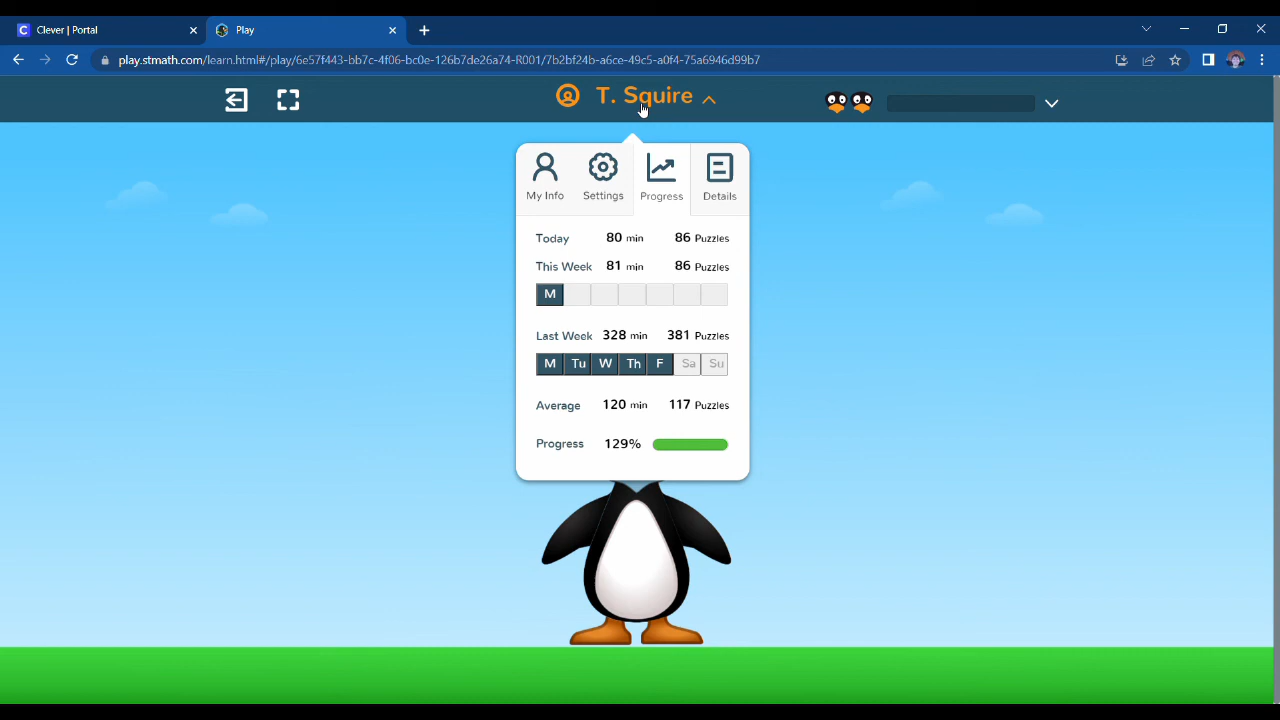 Clever | Portal
Play
play.stmath.com/learn.html#/play/6e57f443-bb7c-4f06-bc0e-126b7de26a74-R001/7b2bf24b-a6ce-49c5-a0f4-75a6946d99b7
T. Squire
My Info Settings Progress Details
Today 80 min 86 Puzzles
This Week 81 min 86 Puzzles
M
Last Week 328 min 381 Puzzles
M Tu W Th F Sa Su
Average 120 min 117 Puzzles
Progress 129%